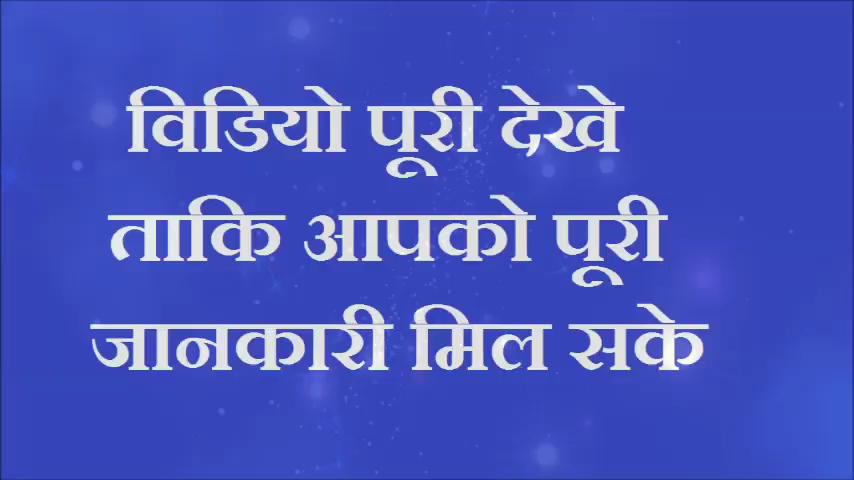 विडियो पूरी देखे
ताकि आपको पूरी
जानकारी मिल सके